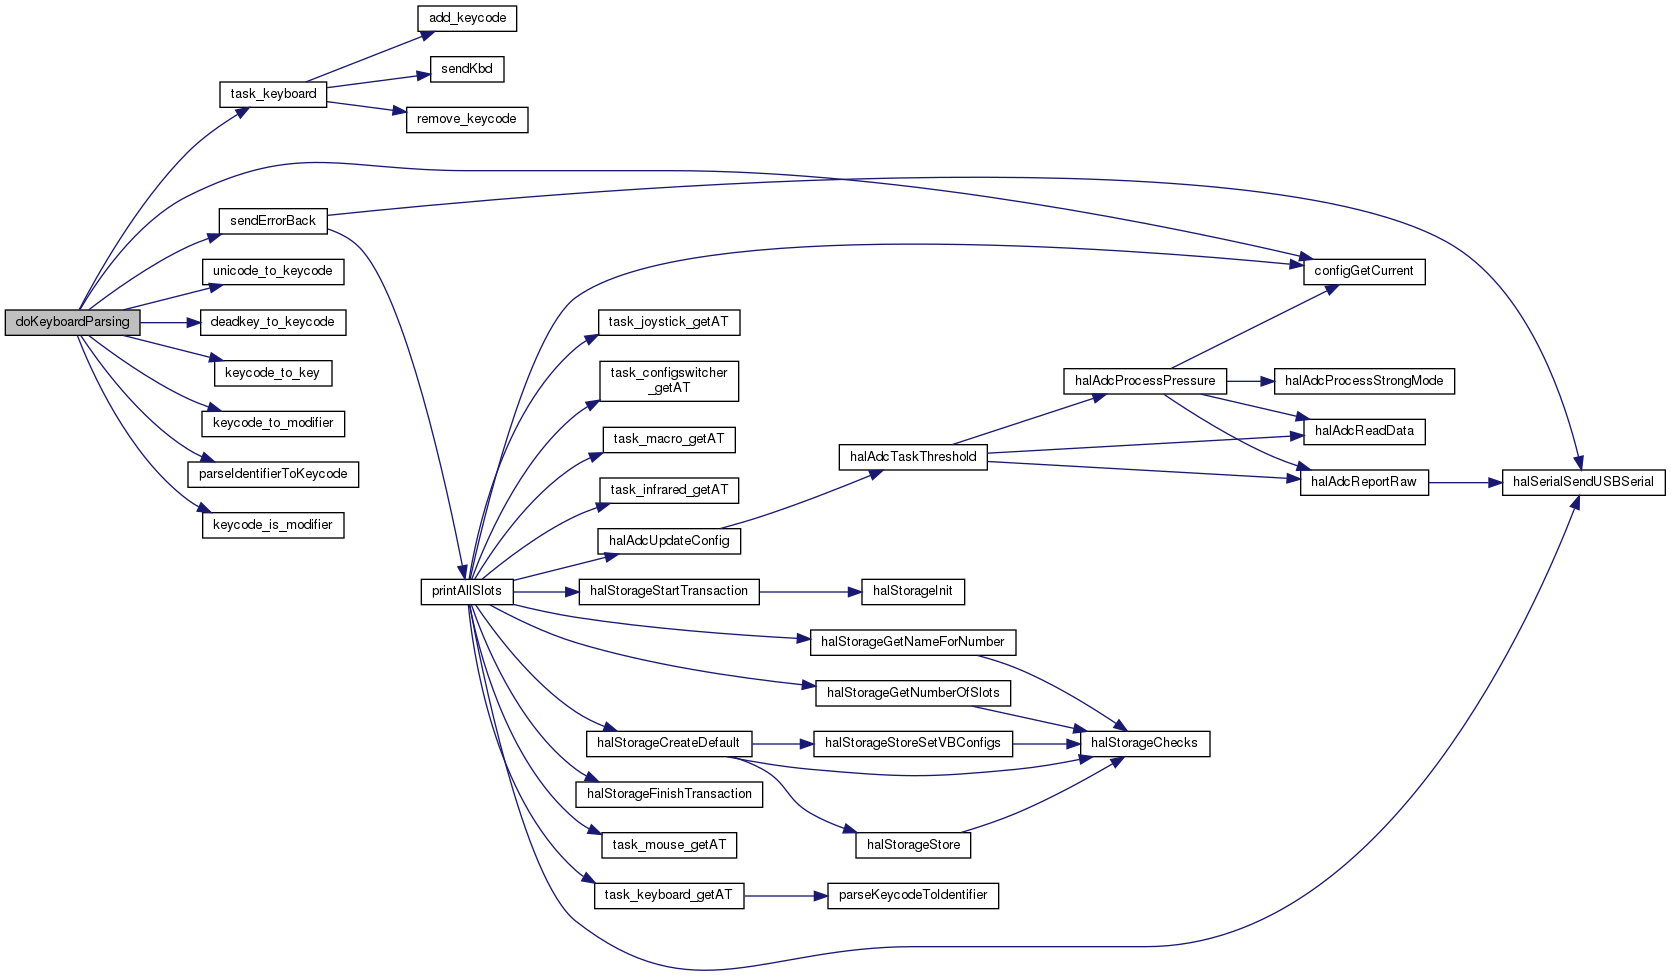 add_keycode
sendKbd
task_keyboard
remove_keycode
sendErrorBack
unicode_to_keycode
configGetCurrent
doKeyboardParsing
deadkey_to_keycode
task_joystick_getAT
keycode_to_key
task_configswitcher
_getAT
halAdcProcessPressure
halAdcProcessStrongMode
keycode_to_modifier
task_macro_getAT
halAdcReadData
halAdcTaskThreshold
parseIdentifierToKeycode
task_infrared_getAT
halAdcReportRaw
halSerialSendUSBSerial
keycode_is_modifier
halAdcUpdateConfig
printAllSlots
halStorageStartTransaction
halStorageInit
halStorageGetNameForNumber
halStorageGetNumberOfSlots
halStorageCreateDefault
halStorageStoreSetVBConfigs
halStorageChecks
halStorageFinishTransaction
task_mouse_getAT
halStorageStore
task_keyboard_getAT
parseKeycodeToIdentifier